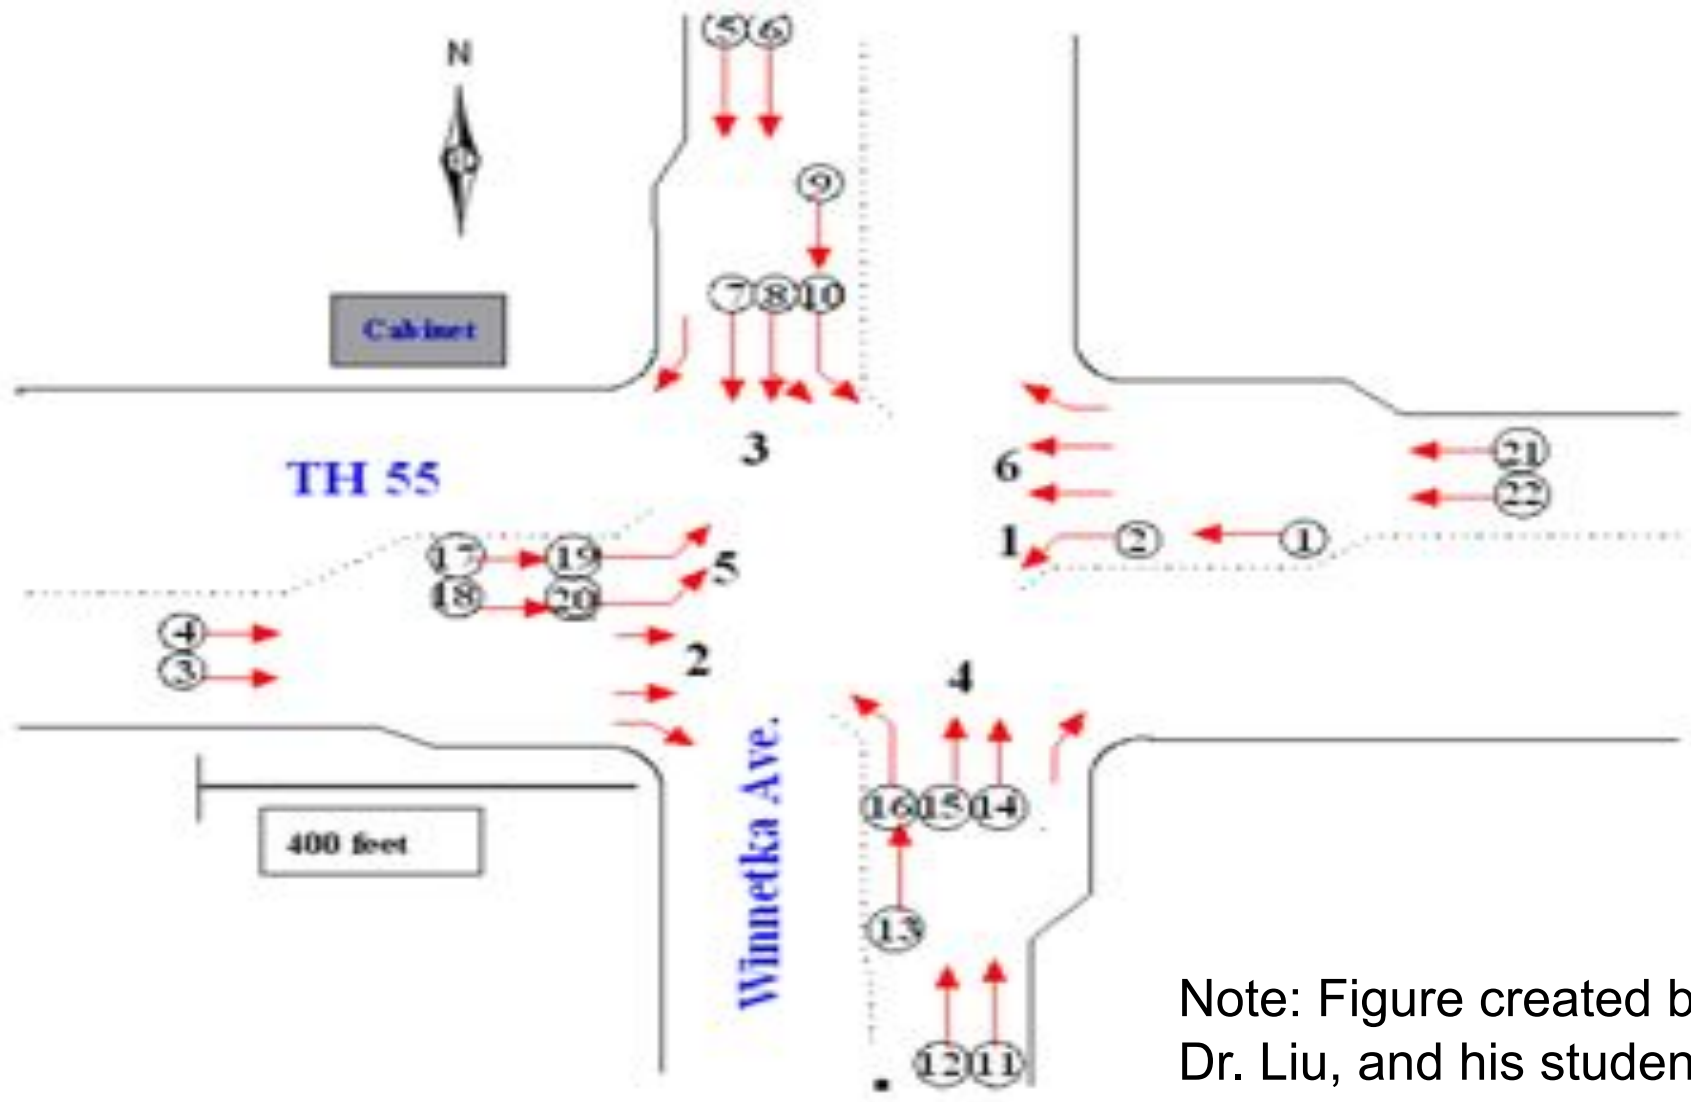 5 6
N
9
7 8 10
Cabinet
3
TH 55
6
21
22
17 19
5
1
2
1
18 20
4
3
2
4
Winnetka Ave.
16 15 14
400 feet
13
12 11
Note: Figure created b
Dr. Liu, and his studen